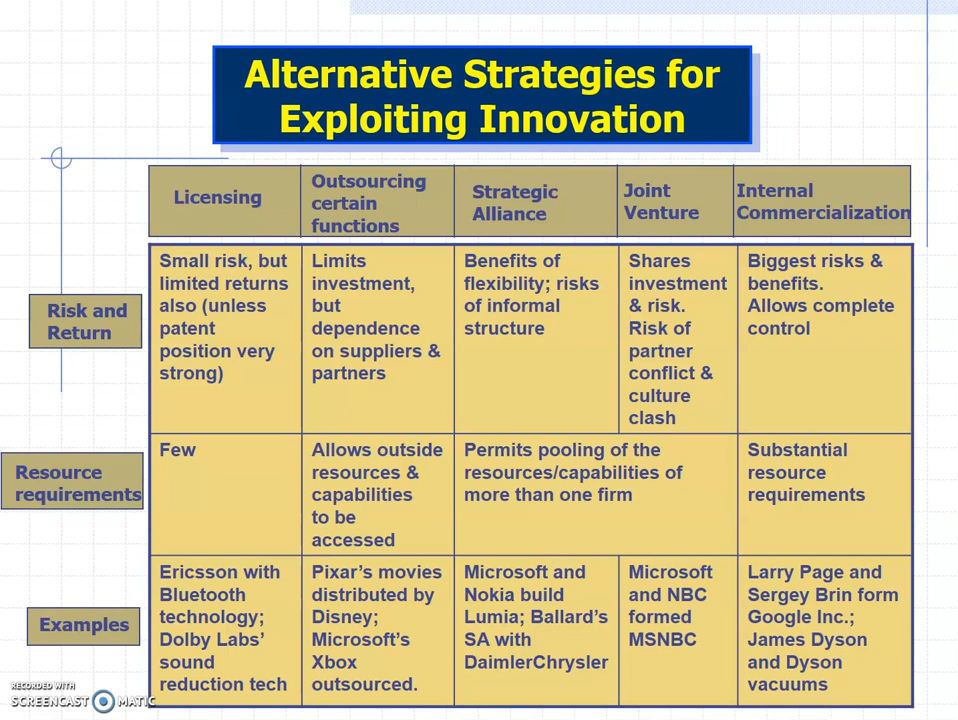 Alternative Strategies for
Exploiting Innovation
Licensing
Outsourcing
certain
functions
Strategic
Alliance
Joint
Venture
Internal
Commercialization
Risk and
Return
Small risk, but
limited returns
also (unless
patent
position very
strong)
Limits
investment,
but
dependence
on suppliers &
partners
Benefits of
flexibility; risks
of informal
structure
Shares
investment
& risk.
Risk of
partner
conflict &
culture
clash
Biggest risks &
benefits.
Allows complete
control
Resource
requirements
Few
Allows outside
resources &
capabilities
to be
accessed
Permits pooling of the
resources/capabilities of
more than one firm
Substantial
resource
requirements
Examples
Ericsson with
Bluetooth
technology;
Dolby Labs’
sound
reduction tech
Pixar’s movies
distributed by
Disney;
Microsoft’s
Xbox
outsourced.
Microsoft and
Nokia build
Lumia; Ballard’s
SA with
DaimlerChrysler
Microsoft
and NBC
formed
MSNBC
Larry Page and
Sergey Brin form
Google Inc.;
James Dyson
and Dyson
vacuums
RECORDED WITH
SCREENCAST MATIC